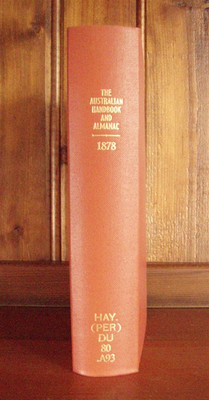 THE
AUSTRALIAN
HANDBOOK
AND
ALMANAC
1878
HAY.
(PER)
DU
80
.A93